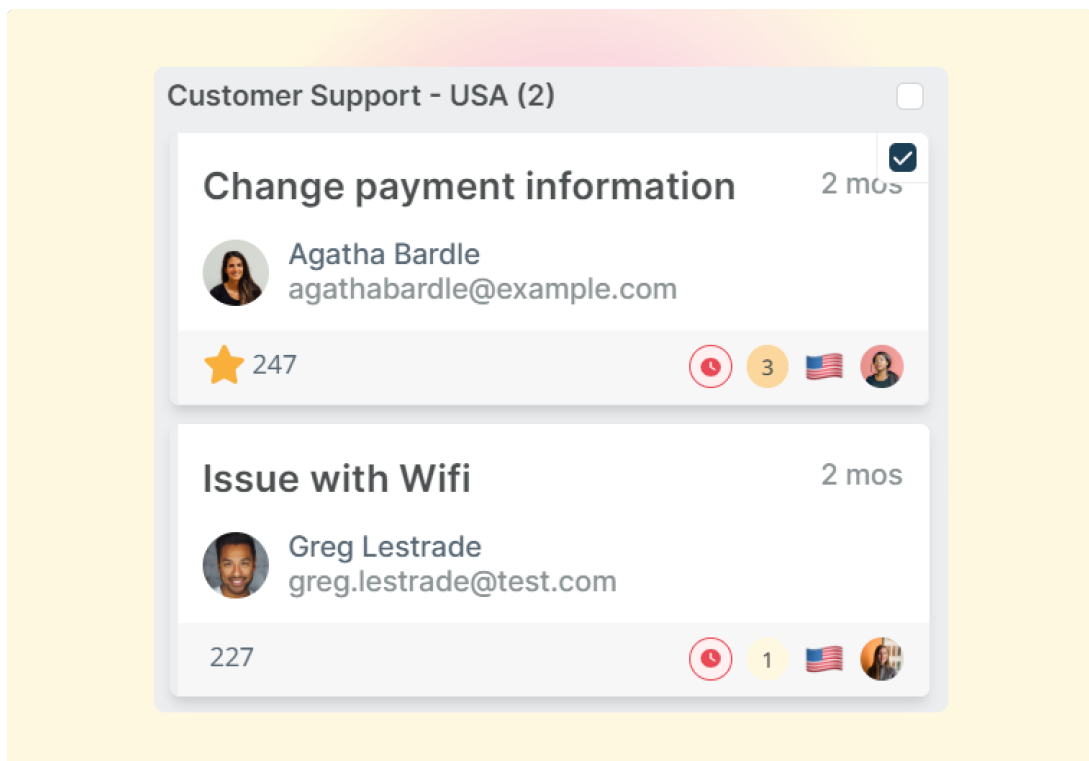 Customer Support - USA (2)
Change payment information
2 mos
Agatha Bardle
agathabardle@example.com
247
3
Issue with Wifi
2 mos
Greg Lestrade
greg.lestrade@test.com
227
1